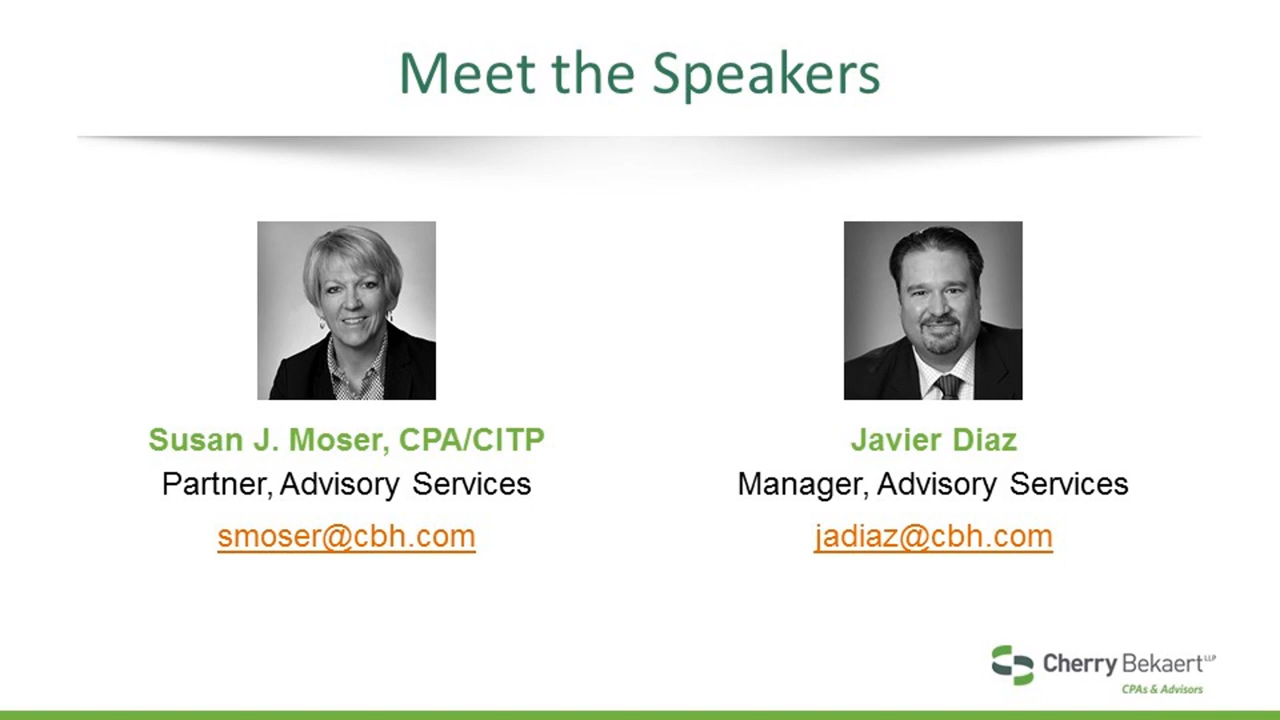 Meet the Speakers
Susan J. Moser, CPA/CITP
Partner, Advisory Services
smoser@cbh.com
Javier Diaz
Manager, Advisory Services
jadiaz@cbh.com
Cherry Bekaert LLP
CPAs & Advisors